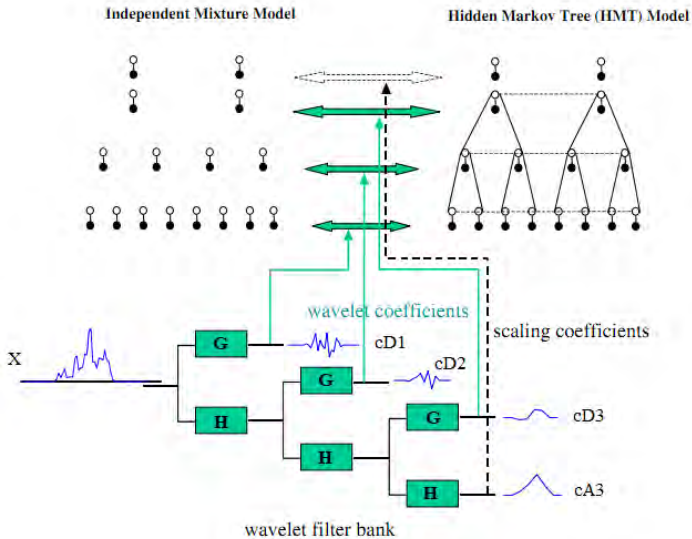 Independent Mixture Model
Hidden Markov Tree (HMT) Model
wavelet coefficients
scaling coefficients
X
G
cD1
G
cD2
H
G
cD3
H
H
cA3
wavelet filter bank